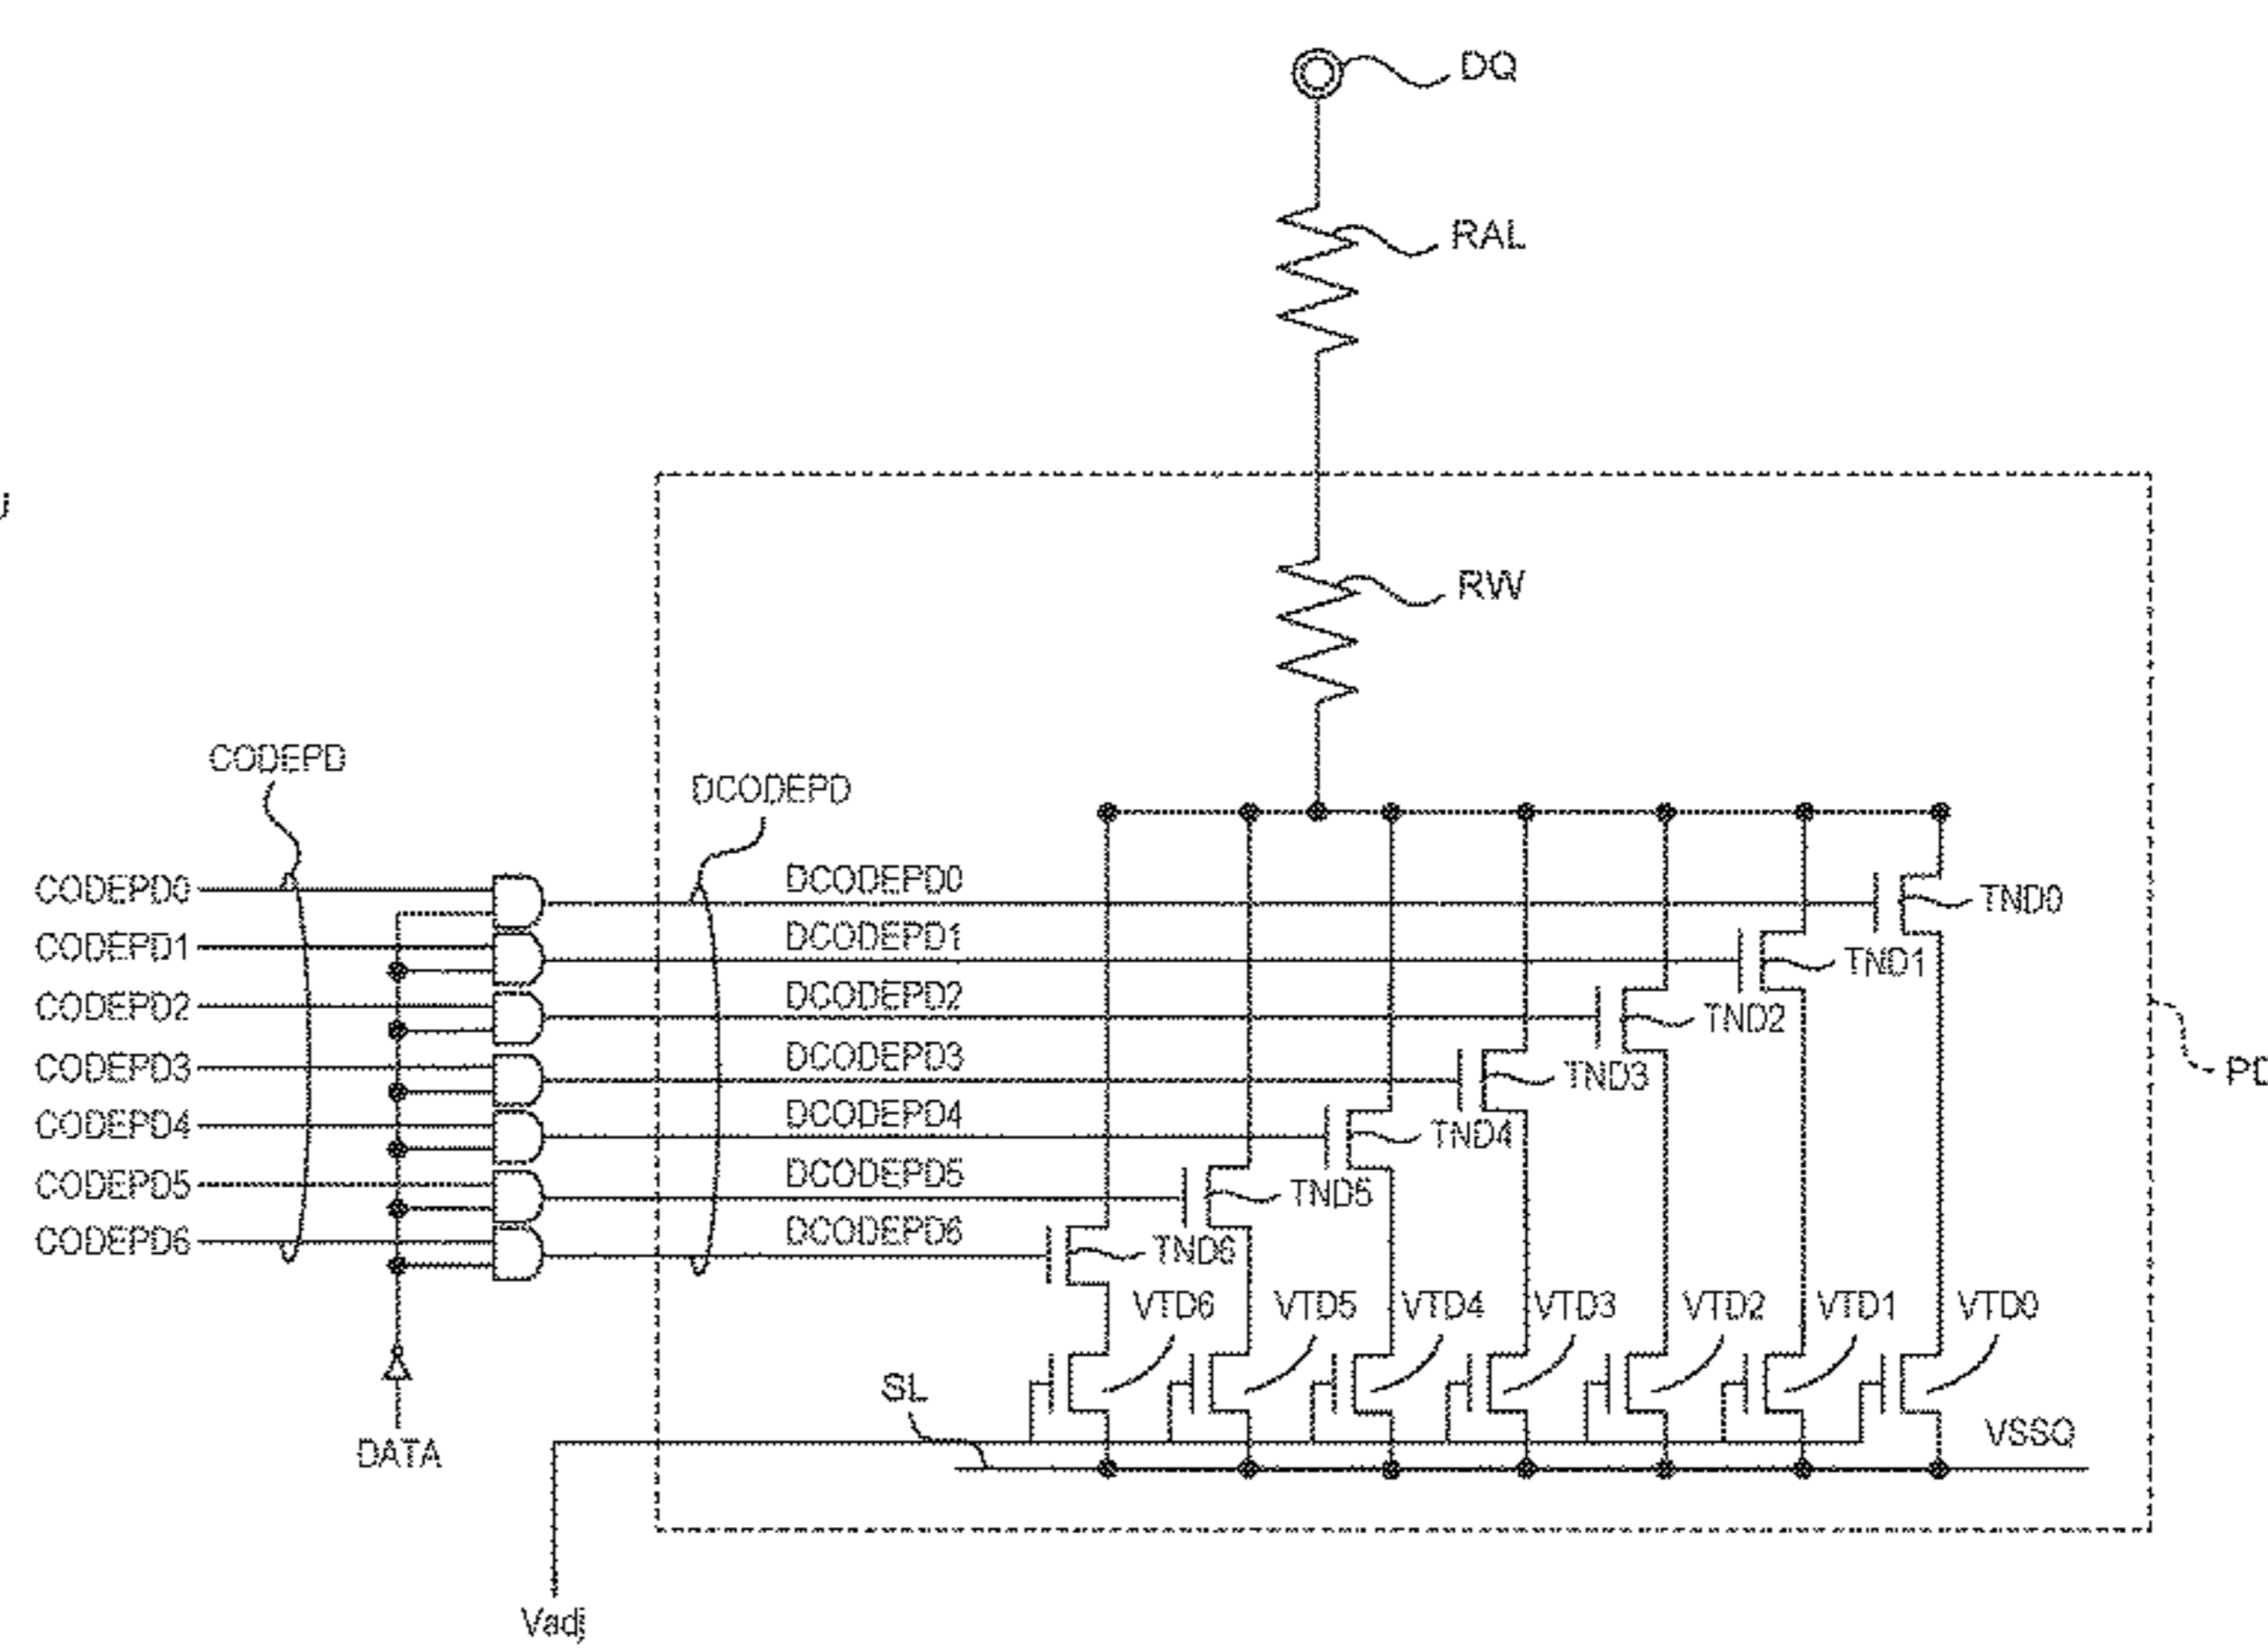 DQ
RAL
RW
CODEPD
DCODEPD
CODEPD0
DCODEPD0
TND0
CODEPD1
DCODEPD1
TND1
CODEPD2
DCODEPD2
TND2
CODEPD3
DCODEPD3
TND3
PD
CODEPD4
DCODEPD4
TND4
CODEPD5
DCODEPD5
TND5
CODEPD6
DCODEPD6
TND6
VTD6
VTD5
VTD4
VTD3
VTD2
VTD1
VTD0
SL
VSSQ
DATA
Vadj